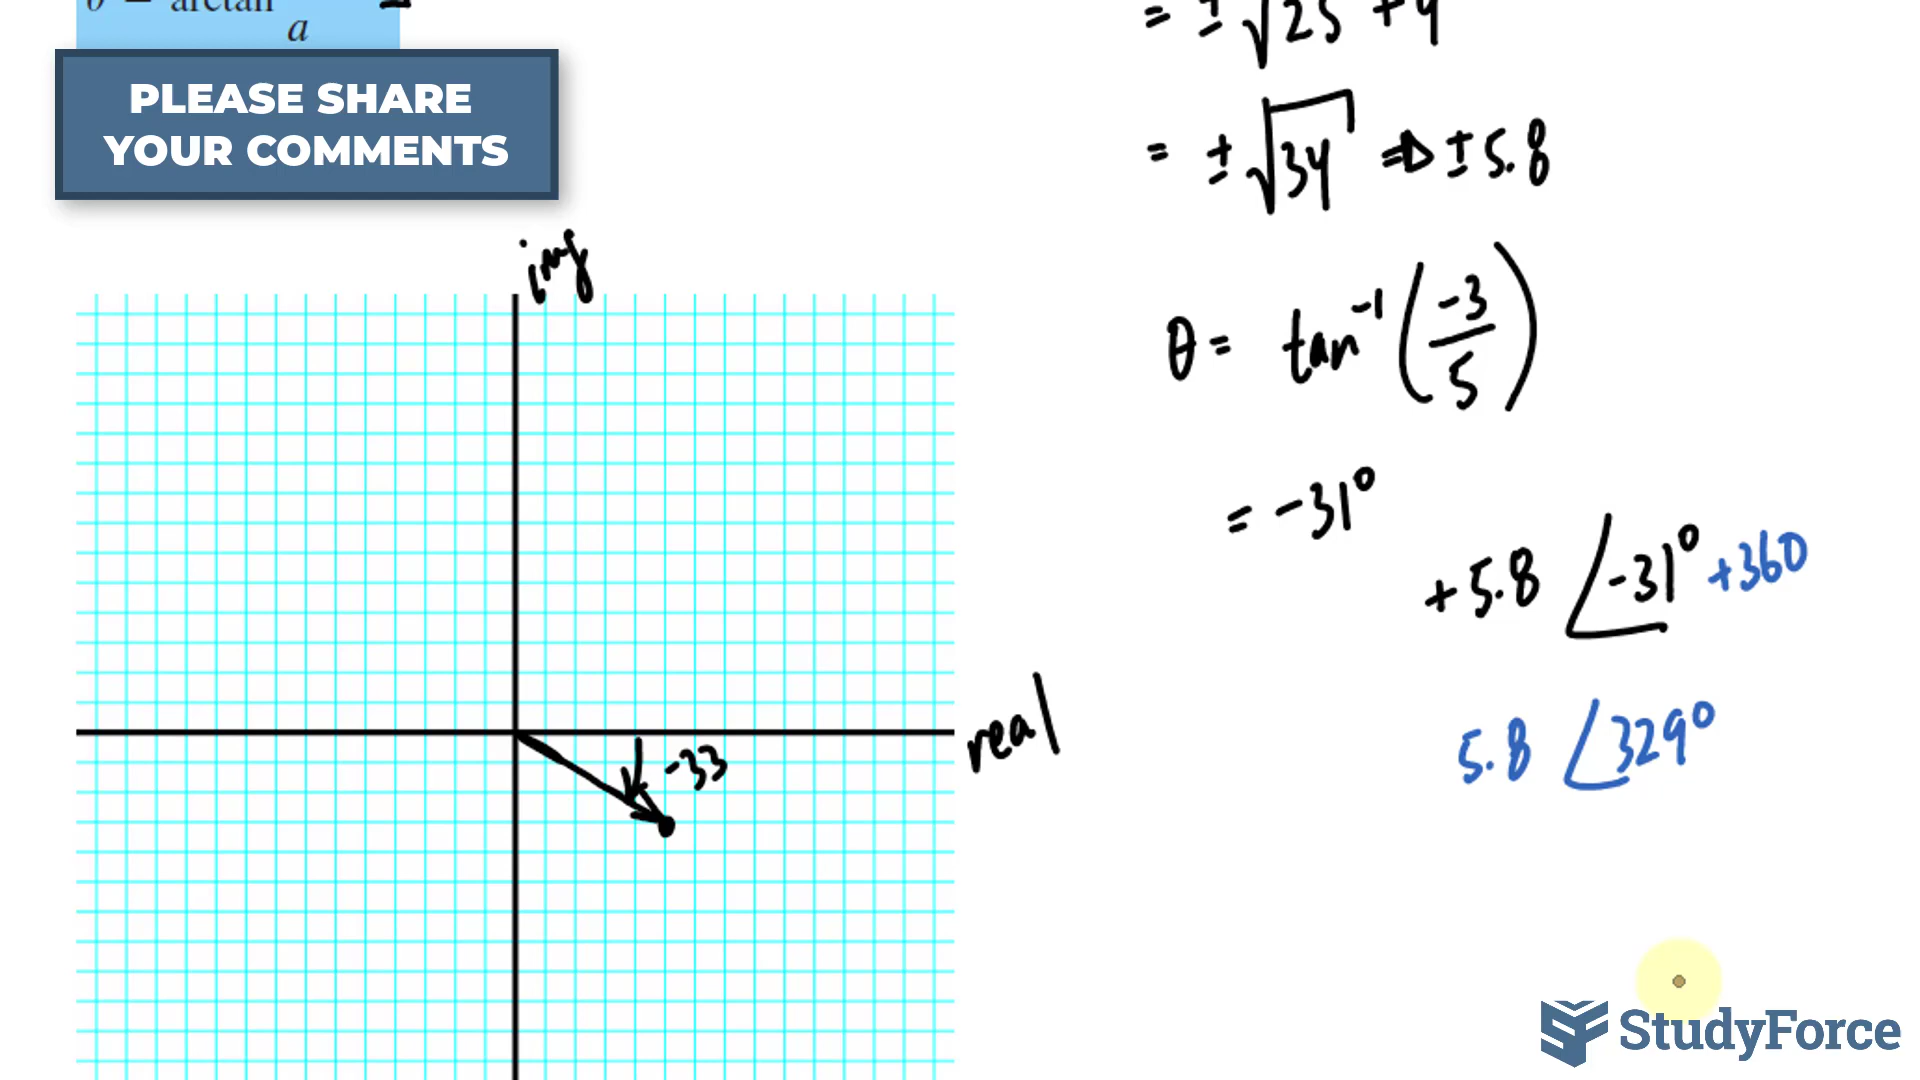 θ = arctan
a
PLEASE SHARE
YOUR COMMENTS
= ±√25 + 9
= ±√34 ⇒ ±5.8
θ = tan⁻¹(-3/5)
= -31°
+5.8 ∠-31° +360
5.8 ∠329°
img
real
-33
StudyForce